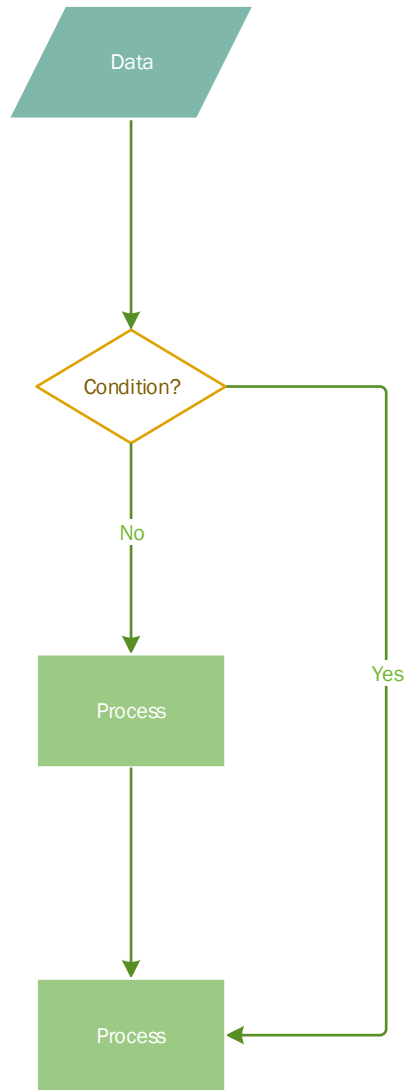 Data
Condition?
No
Yes
Process
Process